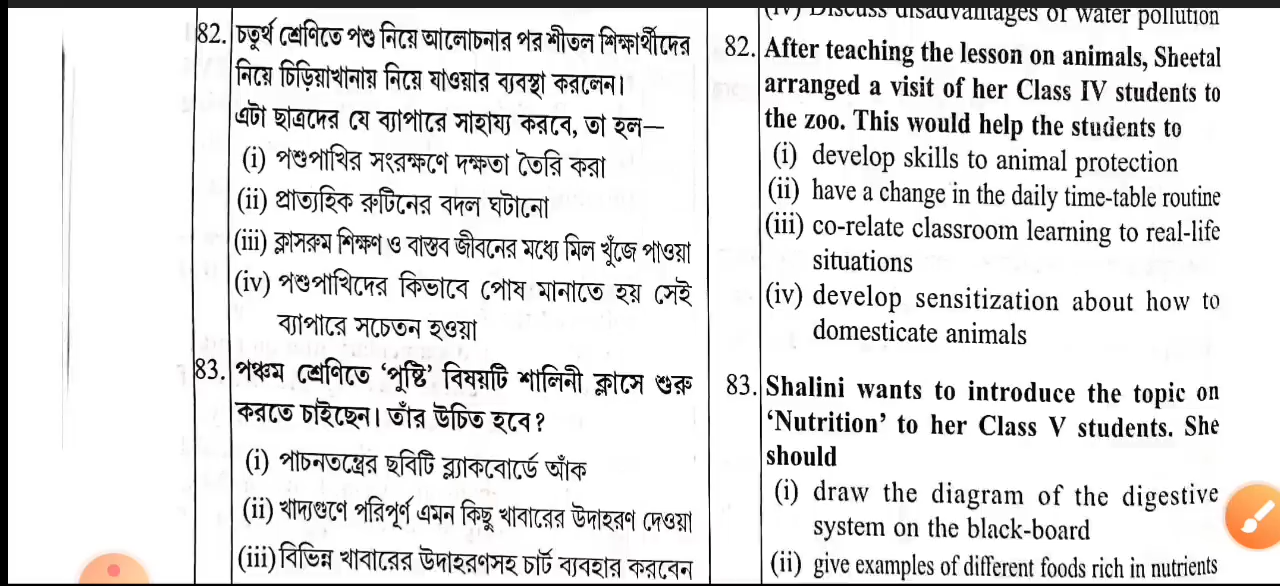 82. চতুর্থ শ্রেণিতে পশু নিয়ে আলোচনার পর শীতল শিক্ষার্থীদের
নিয়ে চিড়িয়াখানায় নিয়ে যাওয়ার ব্যবস্থা করলেন।
এটা ছাত্রদের যে ব্যাপারে সাহায্য করবে, তা হল—
(i) পশুপাখির সংরক্ষণে দক্ষতা তৈরি করা
(ii) প্রাত্যহিক রুটিনের বদল ঘটানো
(iii) ক্লাসরুম শিক্ষণ ও বাস্তব জীবনের মধ্যে মিল খুঁজে পাওয়া
(iv) পশুপাখিদের কিভাবে পোষ মানাতে হয় সেই
ব্যাপারে সচেতন হওয়া
83. পঞ্চম শ্রেণিতে ‘পুষ্টি’ বিষয়টি শালিনী ক্লাসে শুরু
করতে চাইছেন। তাঁর উচিত হবে?
(i) পাচনতন্ত্রের ছবিটি ব্ল্যাকবোর্ডে আঁক
(ii) খাদ্যগুণে পরিপূর্ণ এমন কিছু খাবারের উদাহরণ দেওয়া
(iii) বিভিন্ন খাবারের উদাহরণসহ চার্ট ব্যবহার করবেন
(iv) Discuss disadvantages of water pollution
82. After teaching the lesson on animals, Sheetal
arranged a visit of her Class IV students to
the zoo. This would help the students to
(i) develop skills to animal protection
(ii) have a change in the daily time-table routine
(iii) co-relate classroom learning to real-life
situations
(iv) develop sensitization about how to
domesticate animals
83. Shalini wants to introduce the topic on
‘Nutrition’ to her Class V students. She
should
(i) draw the diagram of the digestive
system on the black-board
(ii) give examples of different foods rich in nutrients